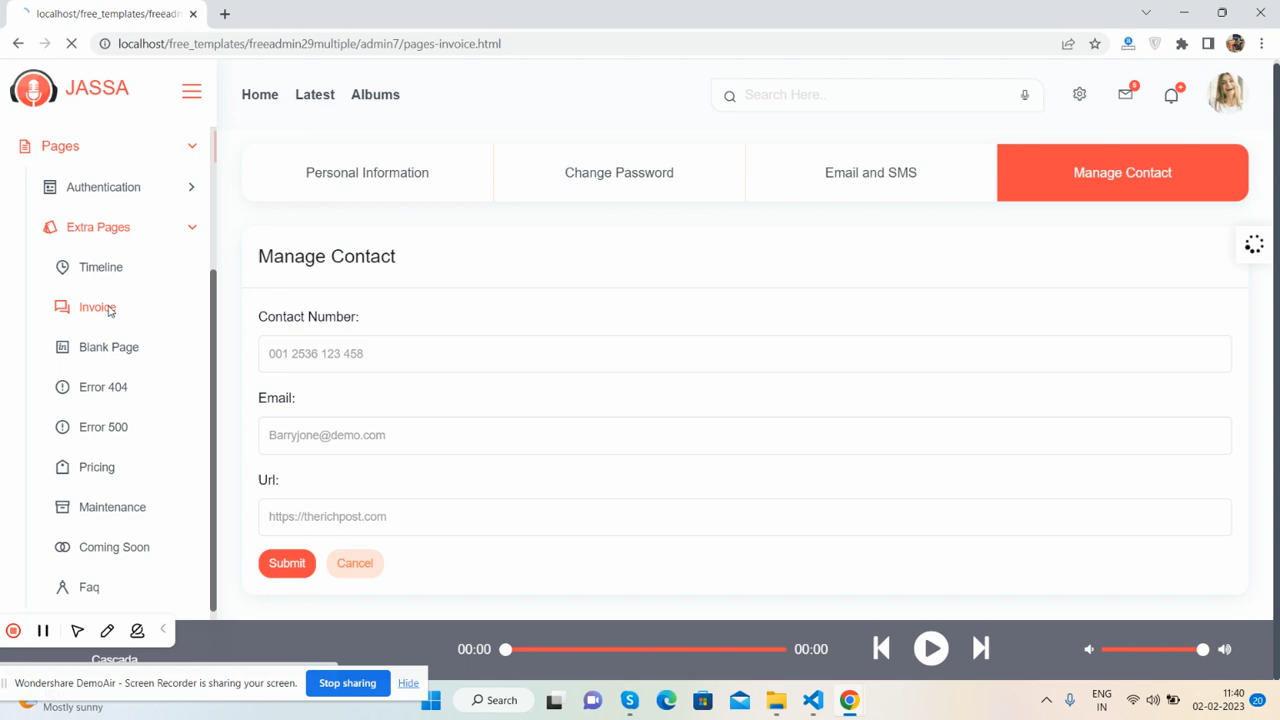 localhost/free_templates/freeadm
localhost/free_templates/freeadmin29multiple/admin7/pages-invoice.html
JASSA
Home Latest Albums
Search Here..
6
Pages
Authentication
Extra Pages
Timeline
Invoice
Blank Page
Error 404
Error 500
Pricing
Maintenance
Coming Soon
Faq
Personal Information
Change Password
Email and SMS
Manage Contact
Manage Contact
Contact Number:
001 2536 123 458
Email:
Barryjone@demo.com
Url:
https://therichpost.com
Submit Cancel
00:00 00:00
Cascada
Wondershare DemoAir - Screen Recorder is sharing your screen. Stop sharing Hide
Mostly sunny
Search
ENG
IN
11:40
02-02-2023
20